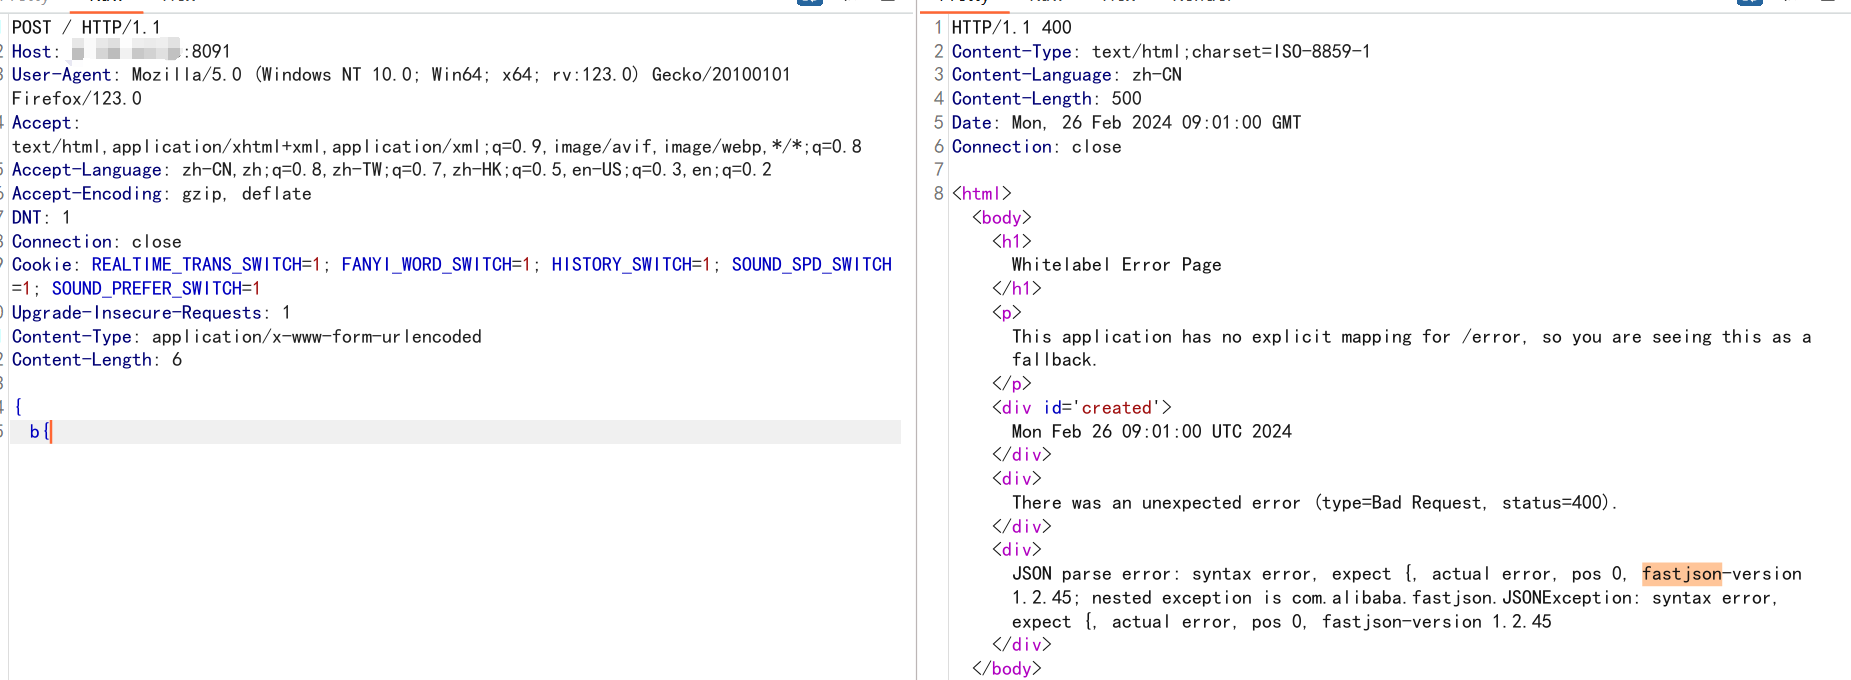 POST / HTTP/1.1
Host: :8091
User-Agent: Mozilla/5.0 (Windows NT 10.0; Win64; x64; rv:123.0) Gecko/20100101
Firefox/123.0
Accept:
text/html,application/xhtml+xml,application/xml;q=0.9,image/avif,image/webp,*/*;q=0.8
Accept-Language: zh-CN,zh;q=0.8,zh-TW;q=0.7,zh-HK;q=0.5,en-US;q=0.3,en;q=0.2
Accept-Encoding: gzip, deflate
DNT: 1
Connection: close
Cookie: REALTIME_TRANS_SWITCH=1; FANYI_WORD_SWITCH=1; HISTORY_SWITCH=1; SOUND_SPD_SWITCH
=1; SOUND_PREFER_SWITCH=1
Upgrade-Insecure-Requests: 1
Content-Type: application/x-www-form-urlencoded
Content-Length: 6
{
b{
1 HTTP/1.1 400
2 Content-Type: text/html;charset=ISO-8859-1
3 Content-Language: zh-CN
4 Content-Length: 500
5 Date: Mon, 26 Feb 2024 09:01:00 GMT
6 Connection: close
7
8 <html>
<body>
<h1>
Whitelabel Error Page
</h1>
<p>
This application has no explicit mapping for /error, so you are seeing this as a
fallback.
</p>
<div id='created'>
Mon Feb 26 09:01:00 UTC 2024
</div>
<div>
There was an unexpected error (type=Bad Request, status=400).
</div>
<div>
JSON parse error: syntax error, expect {, actual error, pos 0, fastjson-version
1.2.45; nested exception is com.alibaba.fastjson.JSONException: syntax error,
expect {, actual error, pos 0, fastjson-version 1.2.45
</div>
</body>